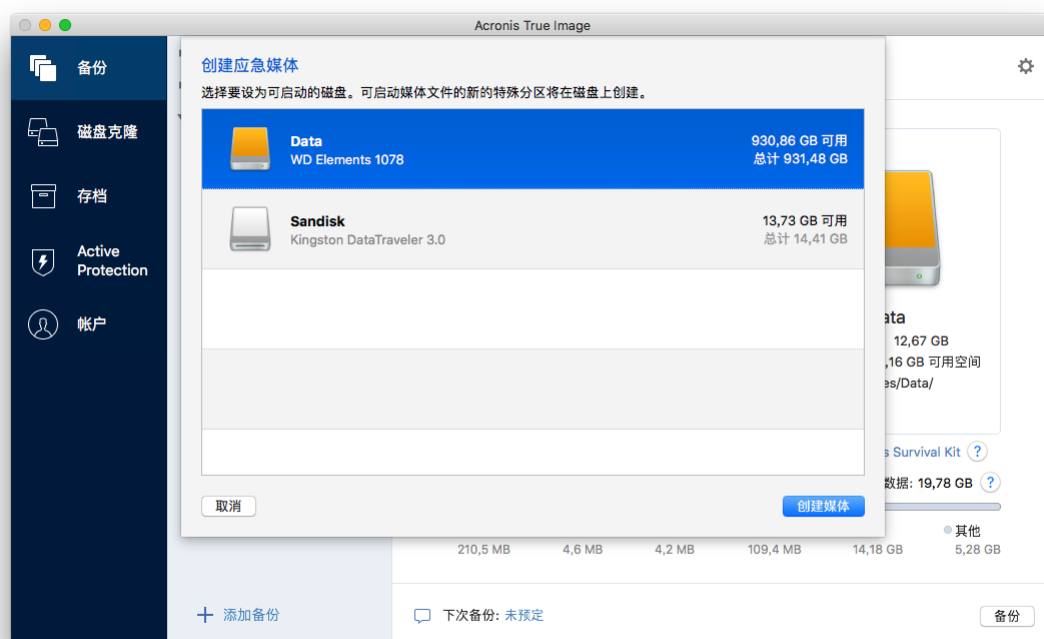 Acronis True Image
备份
磁盘克隆
存档
Active
Protection
帐户
创建应急媒体
选择要设为可启动的磁盘。可启动媒体文件的新的特殊分区将在磁盘上创建。
Data
WD Elements 1078
930,86 GB 可用
总计 931,48 GB
Sandisk
Kingston DataTraveler 3.0
13,73 GB 可用
总计 14,41 GB
取消
创建媒体
ata
12,67 GB
,16 GB 可用空间
es/Data/
s Survival Kit ?
数据: 19,78 GB ?
其他
210,5 MB 4,6 MB 4,2 MB 109,4 MB 14,18 GB 5,28 GB
添加备份
下次备份: 未预定
备份